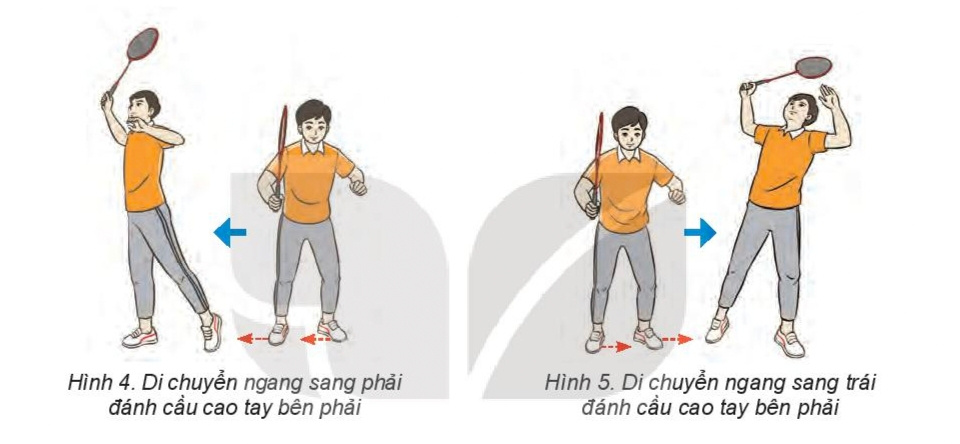 Hình 4. Di chuyển ngang sang phải
đánh cầu cao tay bên phải
Hình 5. Di chuyển ngang sang trái
đánh cầu cao tay bên phải